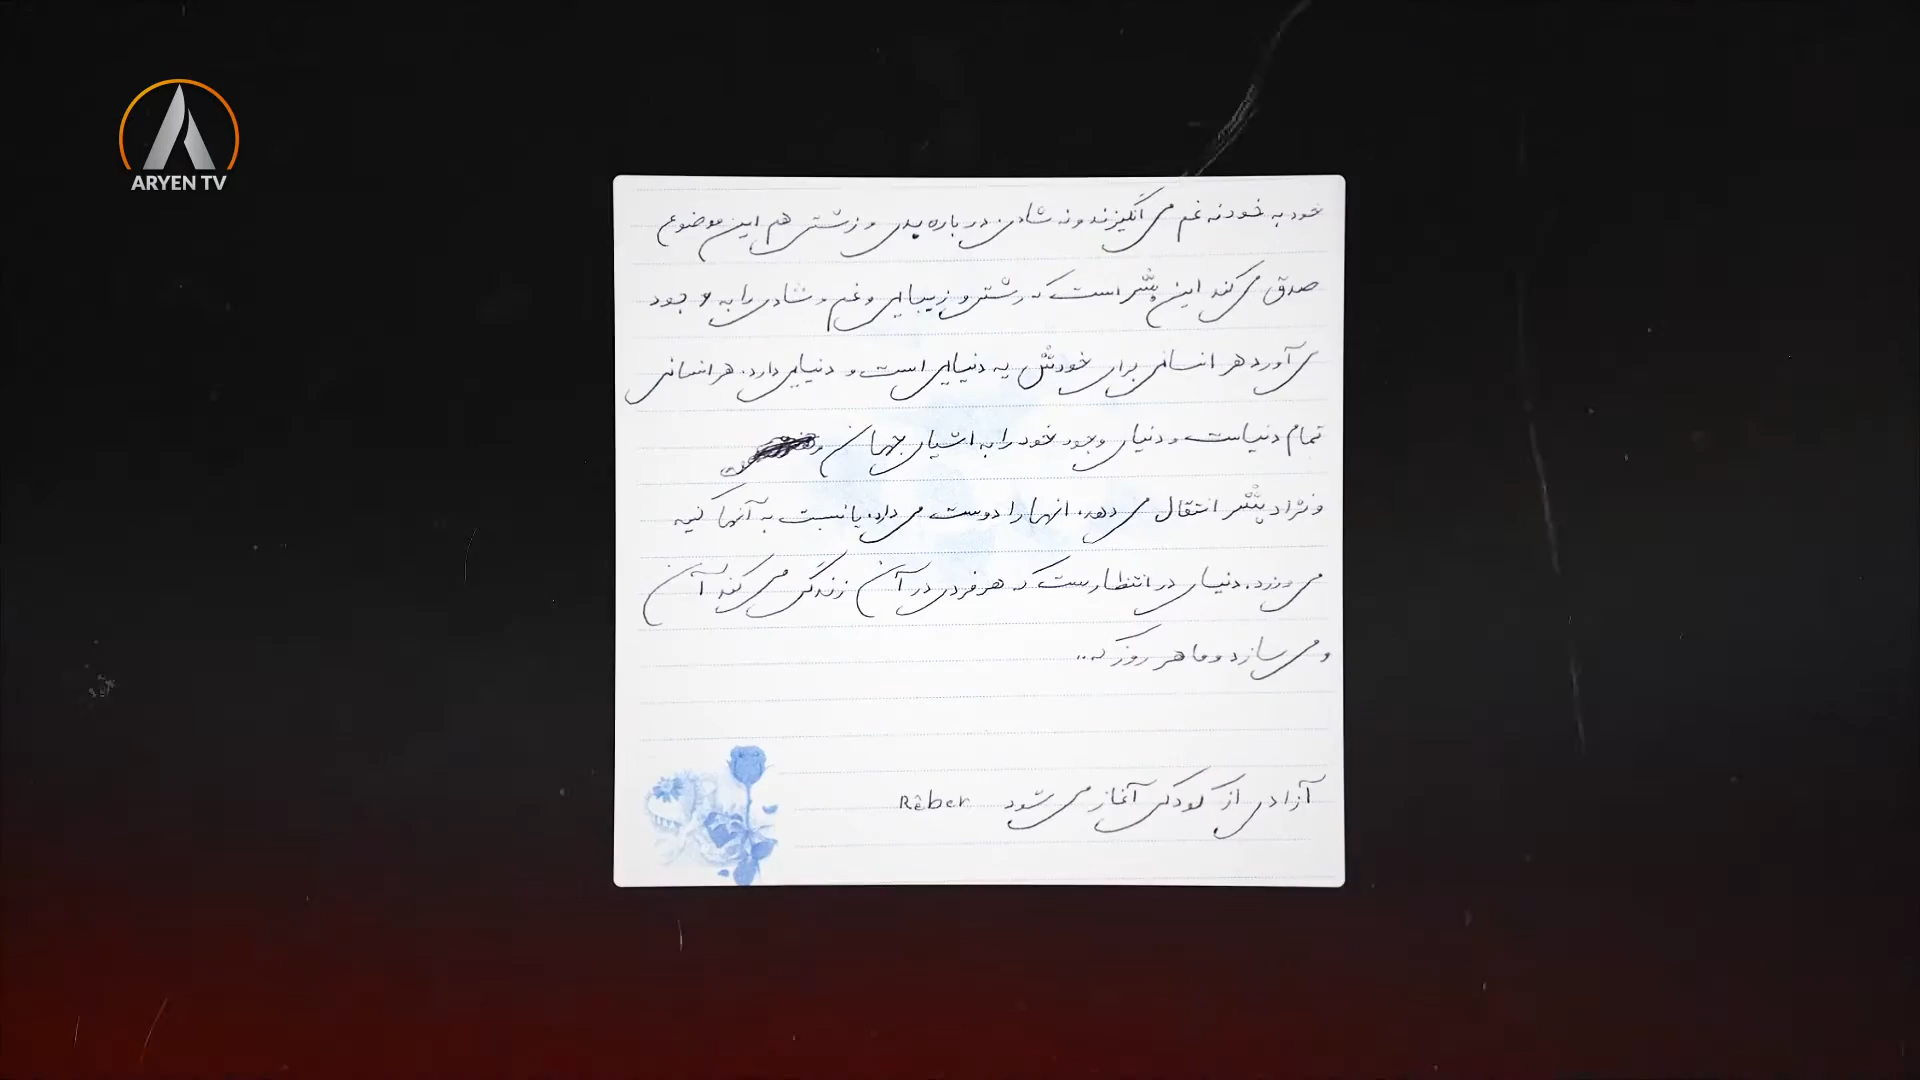 ARYEN TV
خود به خود نه غم می انگیزند و نه شادی در باره بدی و زشتی هم این موضوع
صدق می کند این بشر است که زشتی و زیبایی و غم و شادی را به وجود
می آورد هر انسانی برای خودش یه دنیایی است و دنیایی دارد. هر انسانی
تمام دنیاست و دنیای وجود خود را به اشیای جهان
و نژاد بشر انتقال می دهد. انها را دوست می دارد. یا نسبت به آنها کینه
می ورزد. دنیا در انتظارست که هر فردی در آن زندگی می کند آن
و می سازد و ما هر روز که..
آزادی از کودکی آغاز می شود Rêber